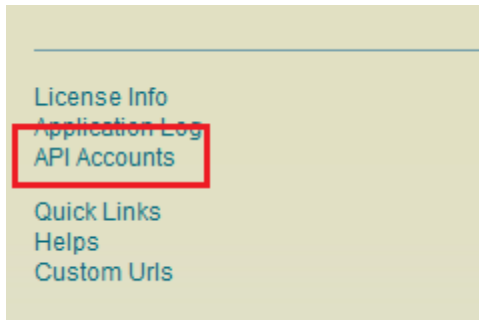 License Info
Application Log
API Accounts
Quick Links
Helps
Custom Urls